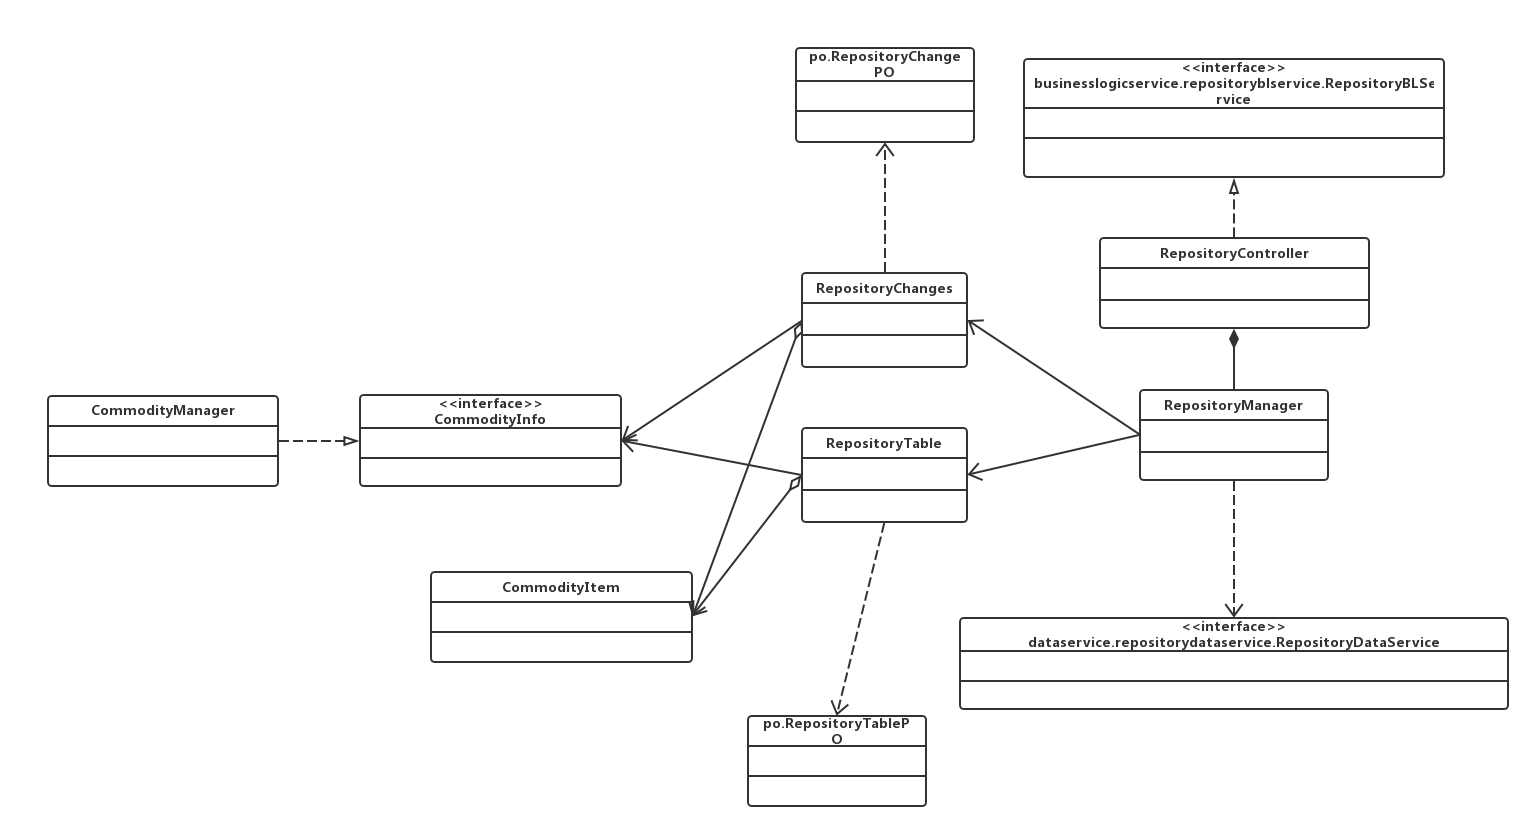 po.RepositoryChange
PO
<<interface>>
businesslogicservice.repositoryblservice.RepositoryBLSe
rvice
RepositoryController
RepositoryChanges
CommodityManager
<<interface>>
CommodityInfo
RepositoryManager
RepositoryTable
CommodityItem
<<interface>>
dataservice.repositorydataservice.RepositoryDataService
po.RepositoryTableP
O